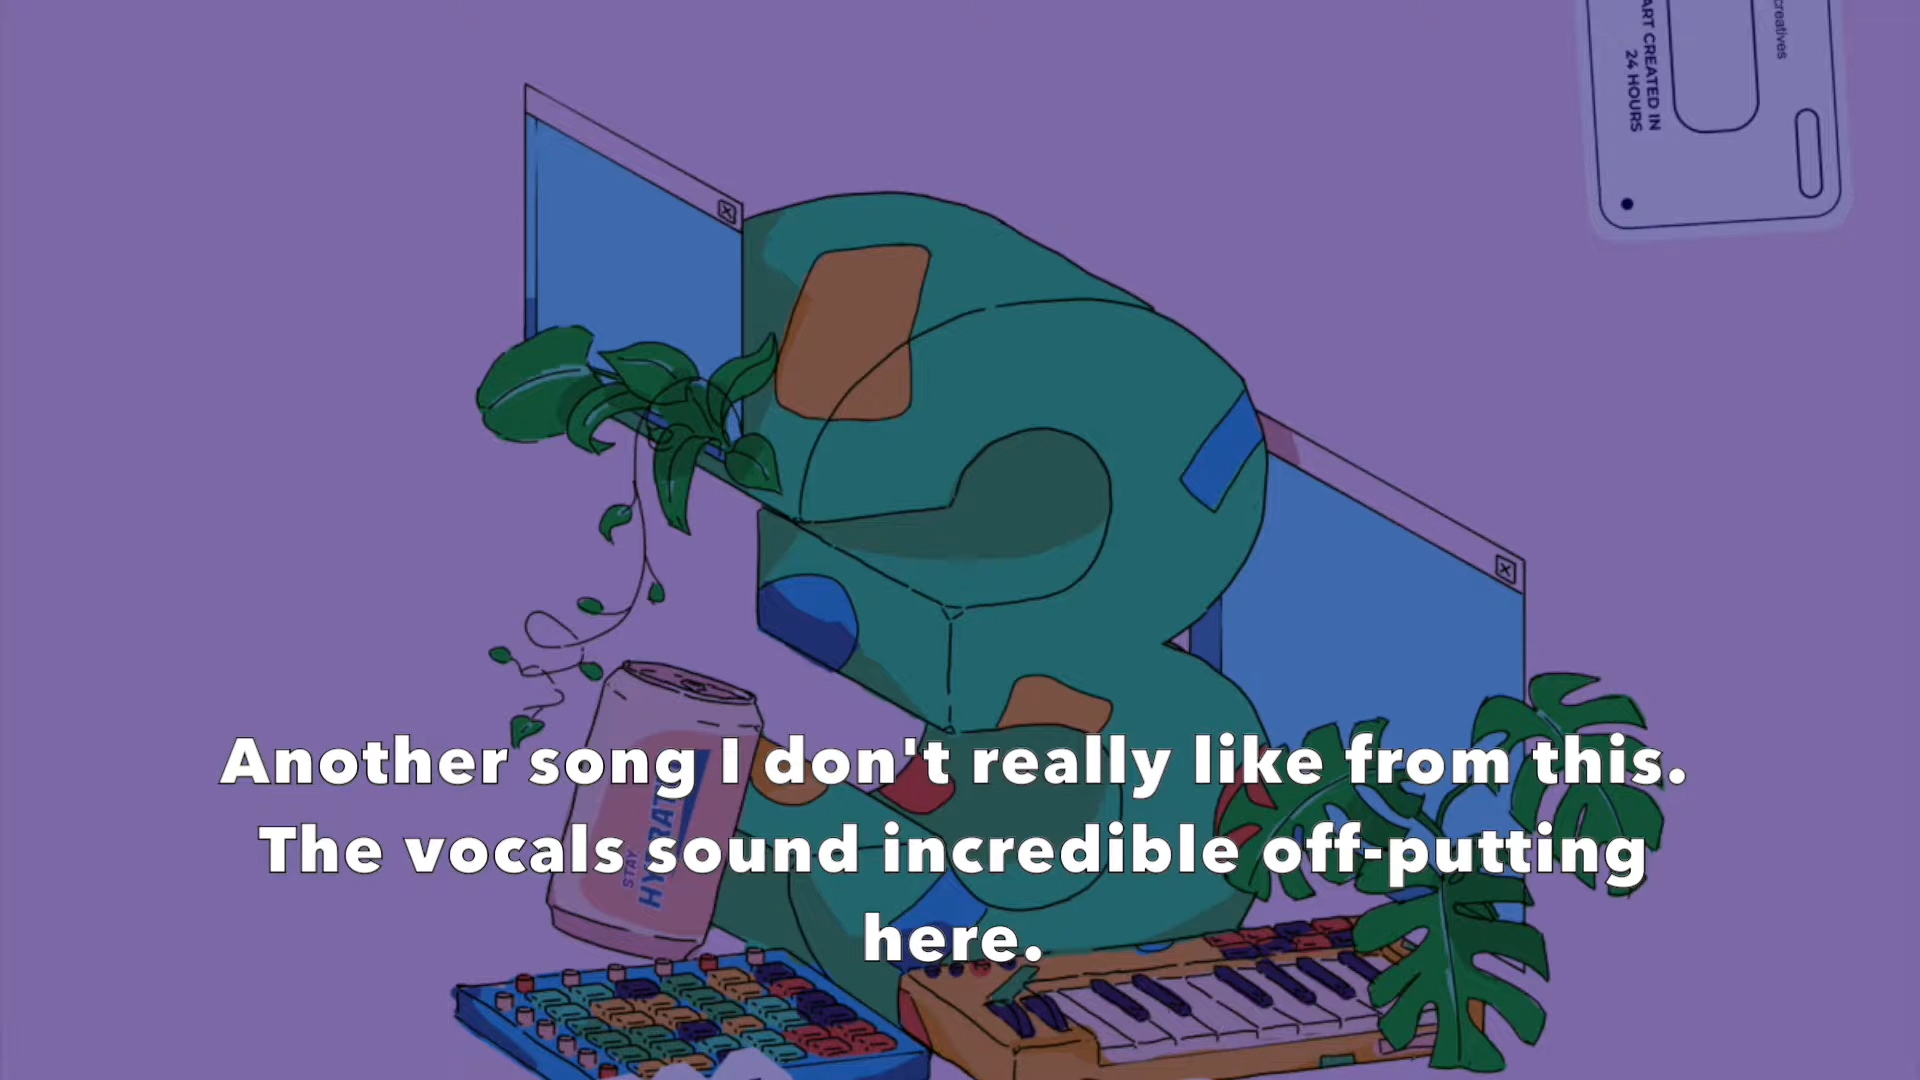 creatives
ART CREATED IN
24 HOURS
Another song I don't really like from this.
The vocals sound incredible off-putting
here.
STAY